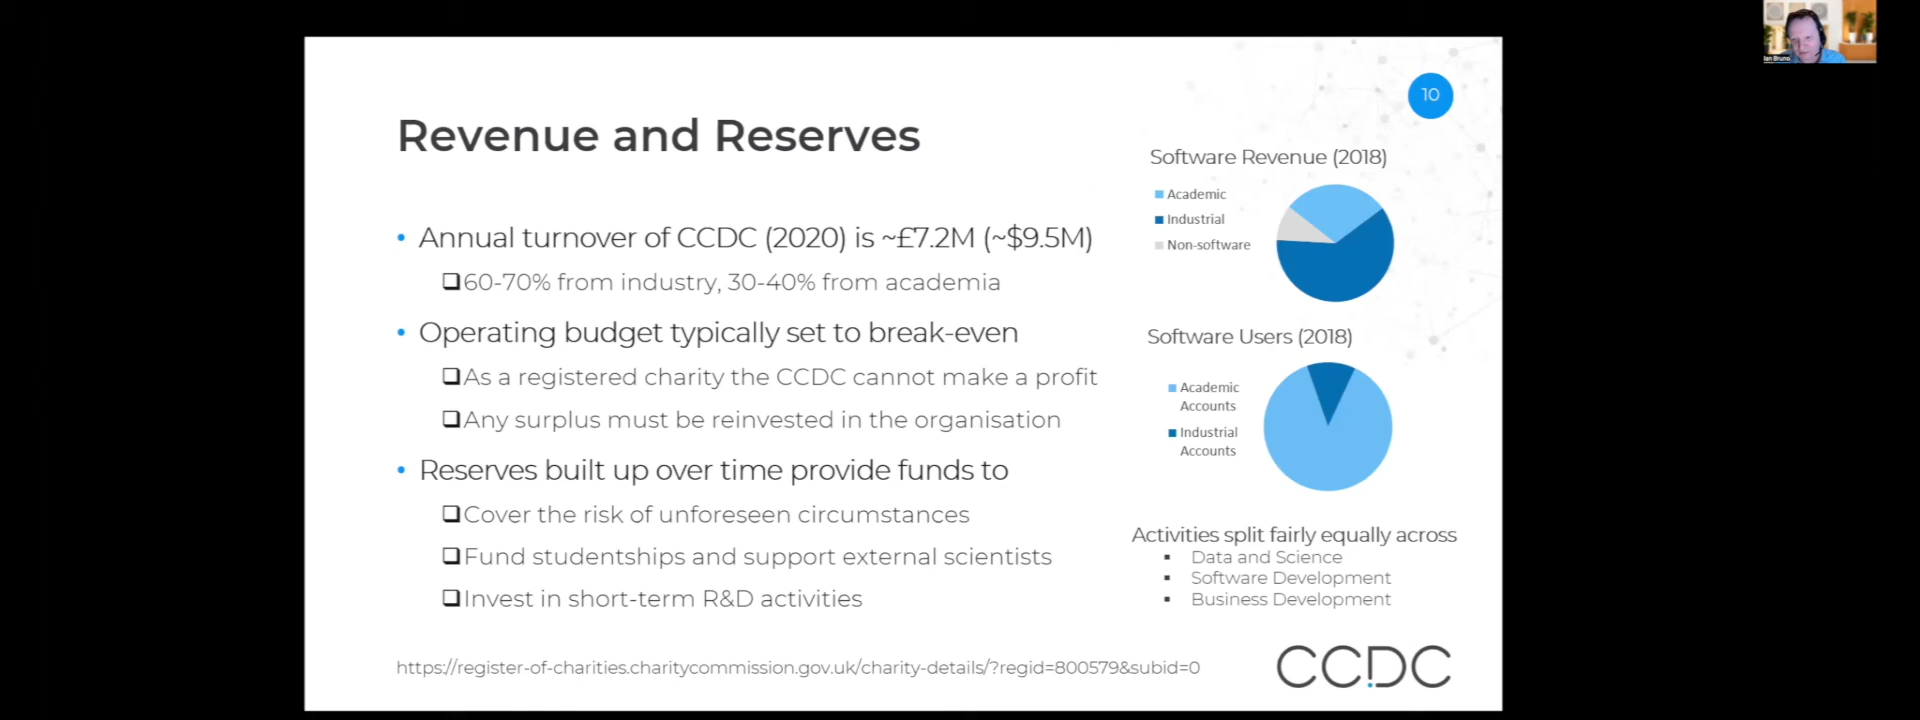 10
Revenue and Reserves
• Annual turnover of CCDC (2020) is ~£7.2M (~$9.5M)
❑60-70% from industry, 30-40% from academia
• Operating budget typically set to break-even
❑As a registered charity the CCDC cannot make a profit
❑Any surplus must be reinvested in the organisation
• Reserves built up over time provide funds to
❑Cover the risk of unforeseen circumstances
❑Fund studentships and support external scientists
❑Invest in short-term R&D activities
https://register-of-charities.charitycommission.gov.uk/charity-details/?regid=800579&subid=0
Software Revenue (2018)
Academic
Industrial
Non-software
Software Users (2018)
Academic
Accounts
Industrial
Accounts
Activities split fairly equally across
▪ Data and Science
▪ Software Development
▪ Business Development
CCDC
Ian Bruno